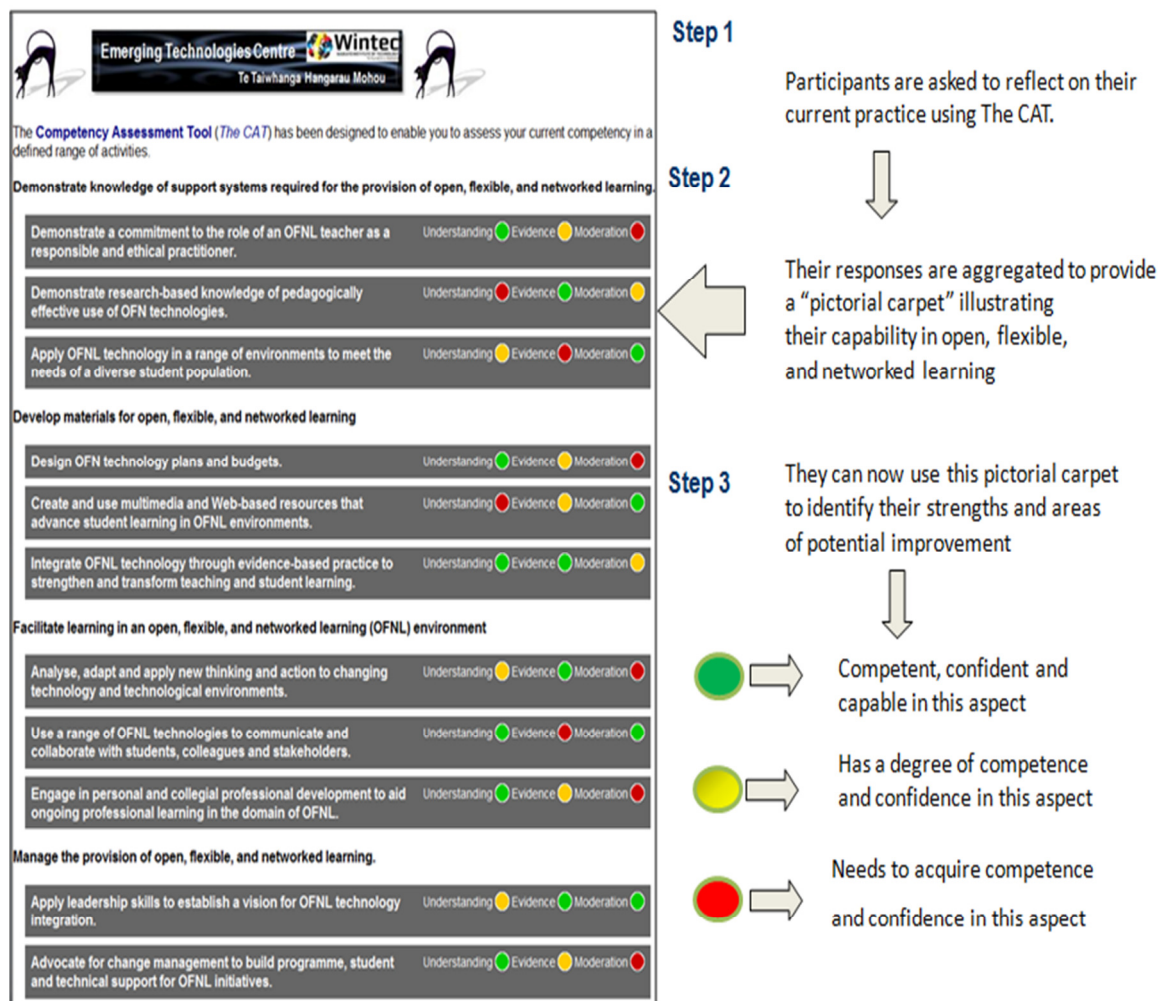 Emerging Technologies Centre
Wintec
Te Taiwhanga Hangarau Mohou
The Competency Assessment Tool (The CAT) has been designed to enable you to assess your current competency in a
defined range of activities.
Demonstrate knowledge of support systems required for the provision of open, flexible, and networked learning.
Demonstrate a commitment to the role of an OFNL teacher as a
responsible and ethical practitioner.
Understanding Evidence Moderation
Demonstrate research-based knowledge of pedagogically
effective use of OFN technologies.
Understanding Evidence Moderation
Apply OFNL technology in a range of environments to meet the
needs of a diverse student population.
Understanding Evidence Moderation
Develop materials for open, flexible, and networked learning
Design OFN technology plans and budgets.
Understanding Evidence Moderation
Create and use multimedia and Web-based resources that
advance student learning in OFNL environments.
Understanding Evidence Moderation
Integrate OFNL technology through evidence-based practice to
strengthen and transform teaching and student learning.
Understanding Evidence Moderation
Facilitate learning in an open, flexible, and networked learning (OFNL) environment
Analyse, adapt and apply new thinking and action to changing
technology and technological environments.
Understanding Evidence Moderation
Use a range of OFNL technologies to communicate and
collaborate with students, colleagues and stakeholders.
Understanding Evidence Moderation
Engage in personal and collegial professional development to aid
ongoing professional learning in the domain of OFNL.
Understanding Evidence Moderation
Manage the provision of open, flexible, and networked learning.
Apply leadership skills to establish a vision for OFNL technology
integration.
Understanding Evidence Moderation
Advocate for change management to build programme, student
and technical support for OFNL initiatives.
Understanding Evidence Moderation
Step 1
Participants are asked to reflect on their
current practice using The CAT.
Step 2
Their responses are aggregated to provide
a “pictorial carpet” illustrating
their capability in open, flexible,
and networked learning
Step 3
They can now use this pictorial carpet
to identify their strengths and areas
of potential improvement
Competent, confident and
capable in this aspect
Has a degree of competence
and confidence in this aspect
Needs to acquire competence
and confidence in this aspect